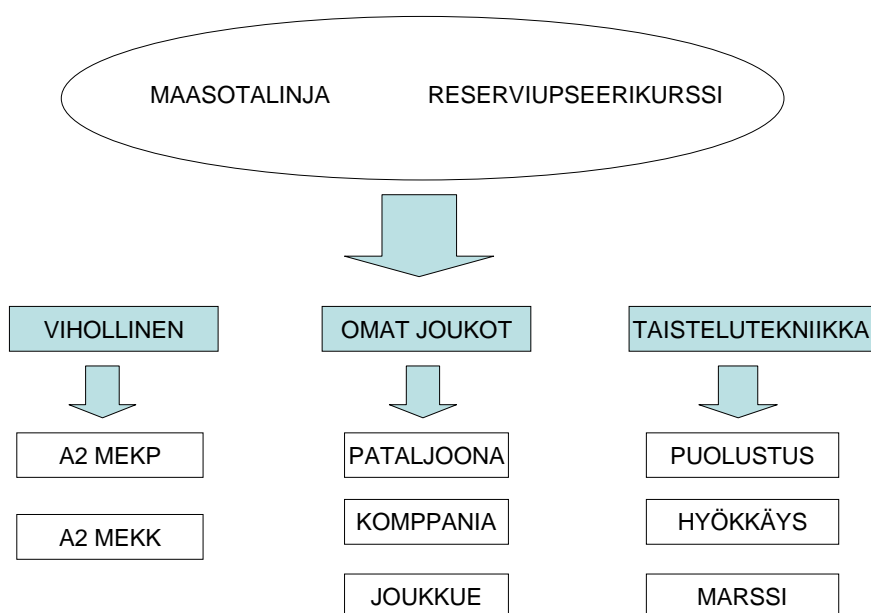 MAASOTALINJA RESERVIUPSEERIKURSSI
VIHOLLINEN OMAT JOUKOT TAISTELUTEKNIIKKA
A2 MEKP PATALJOONA PUOLUSTUS
A2 MEKK KOMPPANIA HYÖKKÄYS
JOUKKUE MARSSI